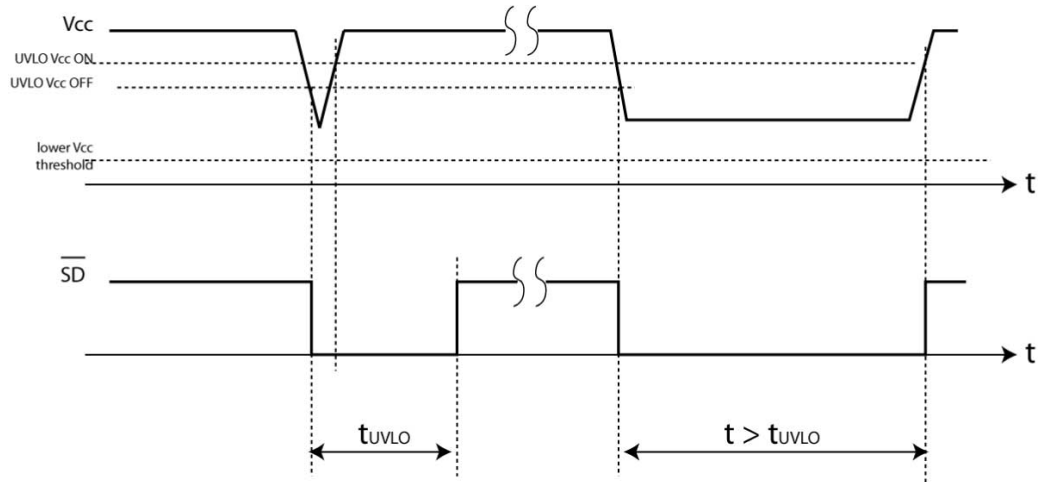 Vcc
UVLO Vcc ON
UVLO Vcc OFF
lower Vcc
threshold
t
SD
t
tUVLO
t > tUVLO